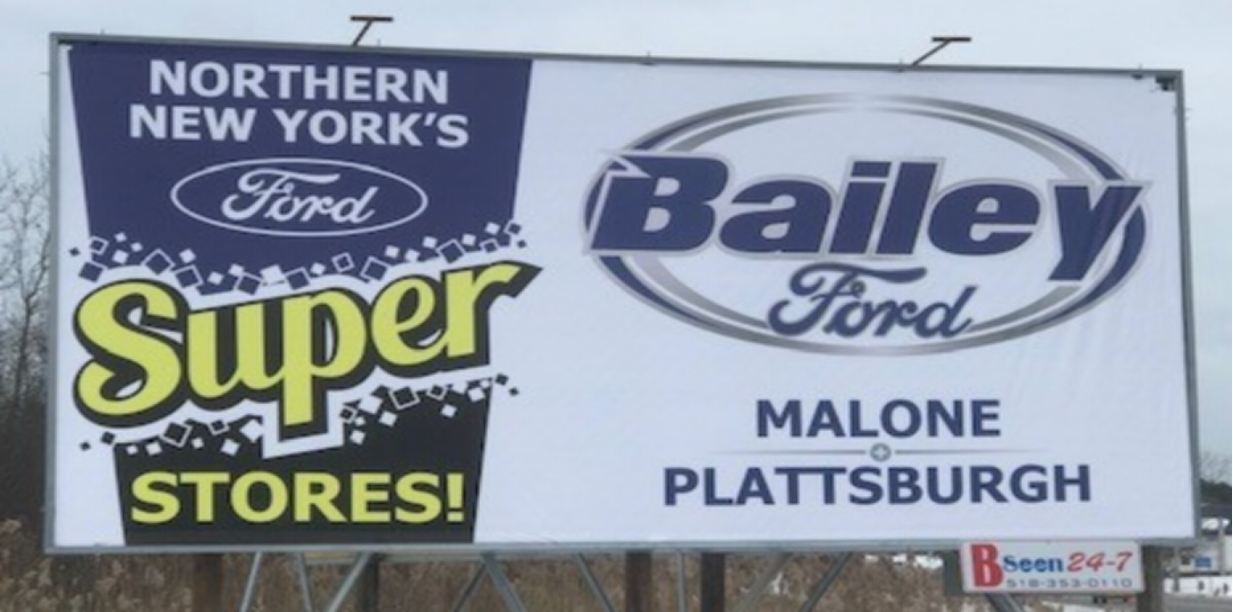 NORTHERN
NEW YORK'S
Ford
Super
STORES!
Bailey
Ford
MALONE
PLATTSBURGH
BSeen 24-7
518-353-0110